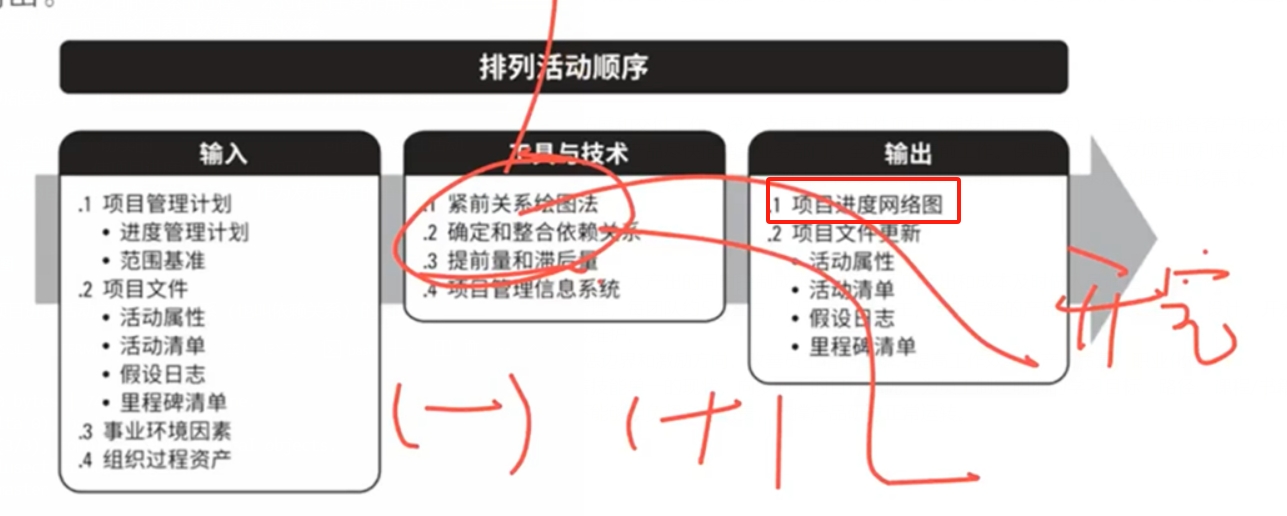 排列活动顺序
输入
.1 项目管理计划
• 进度管理计划
• 范围基准
.2 项目文件
• 活动属性
• 活动清单
• 假设日志
• 里程碑清单
.3 事业环境因素
.4 组织过程资产
工具与技术
.1 紧前关系绘图法
.2 确定和整合依赖关系
.3 提前量和滞后量
.4 项目管理信息系统
输出
.1 项目进度网络图
.2 项目文件更新
• 活动属性
• 活动清单
• 假设日志
• 里程碑清单
(一)
(十